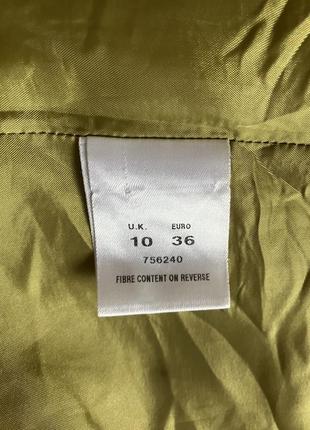 U.K. EURO
10 36
756240
FIBRE CONTENT ON REVERSE